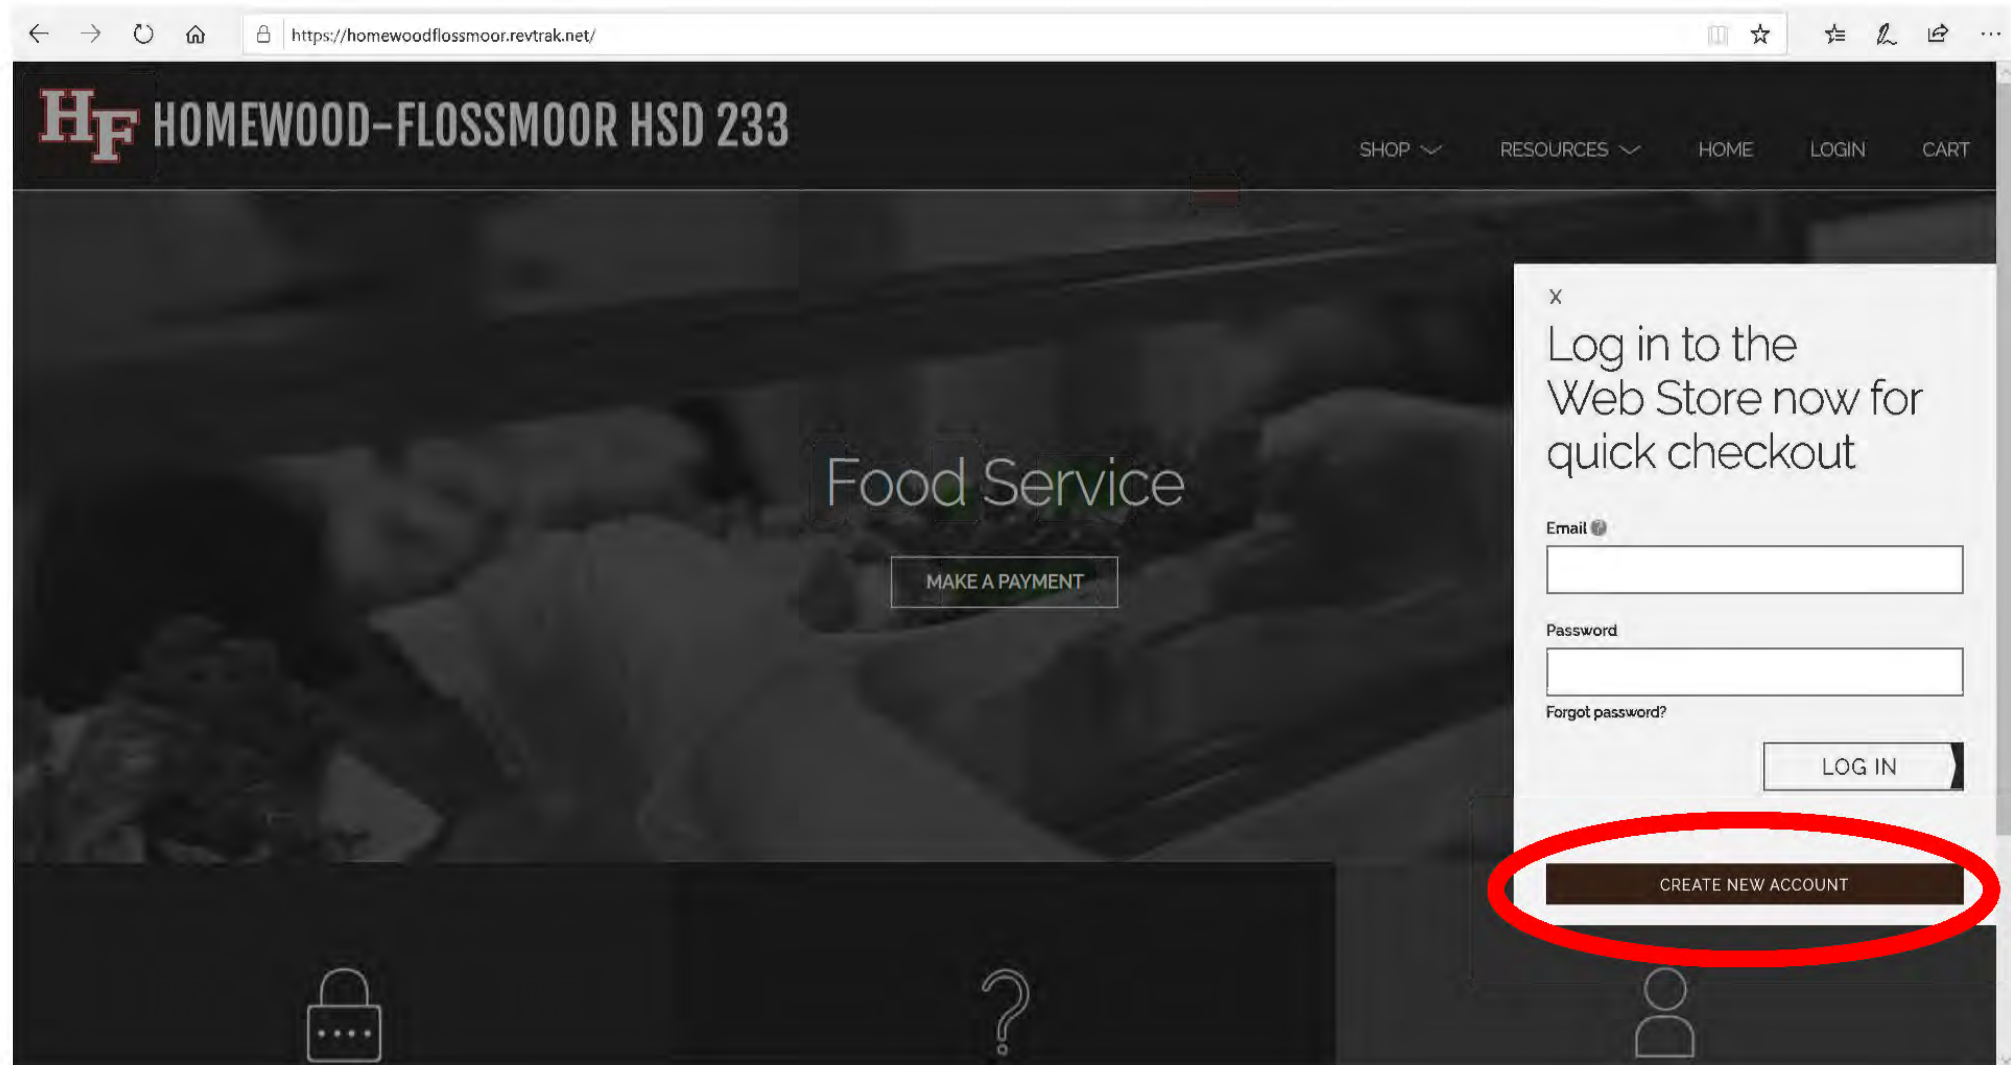 https://homewoodflossmoor.revtrak.net/
HF HOMEWOOD-FLOSSMOOR HSD 233
SHOP RESOURCES HOME LOGIN CART
Food Service
MAKE A PAYMENT
X
Log in to the
Web Store now for
quick checkout
Email ?
Password
Forgot password?
LOG IN
CREATE NEW ACCOUNT
?